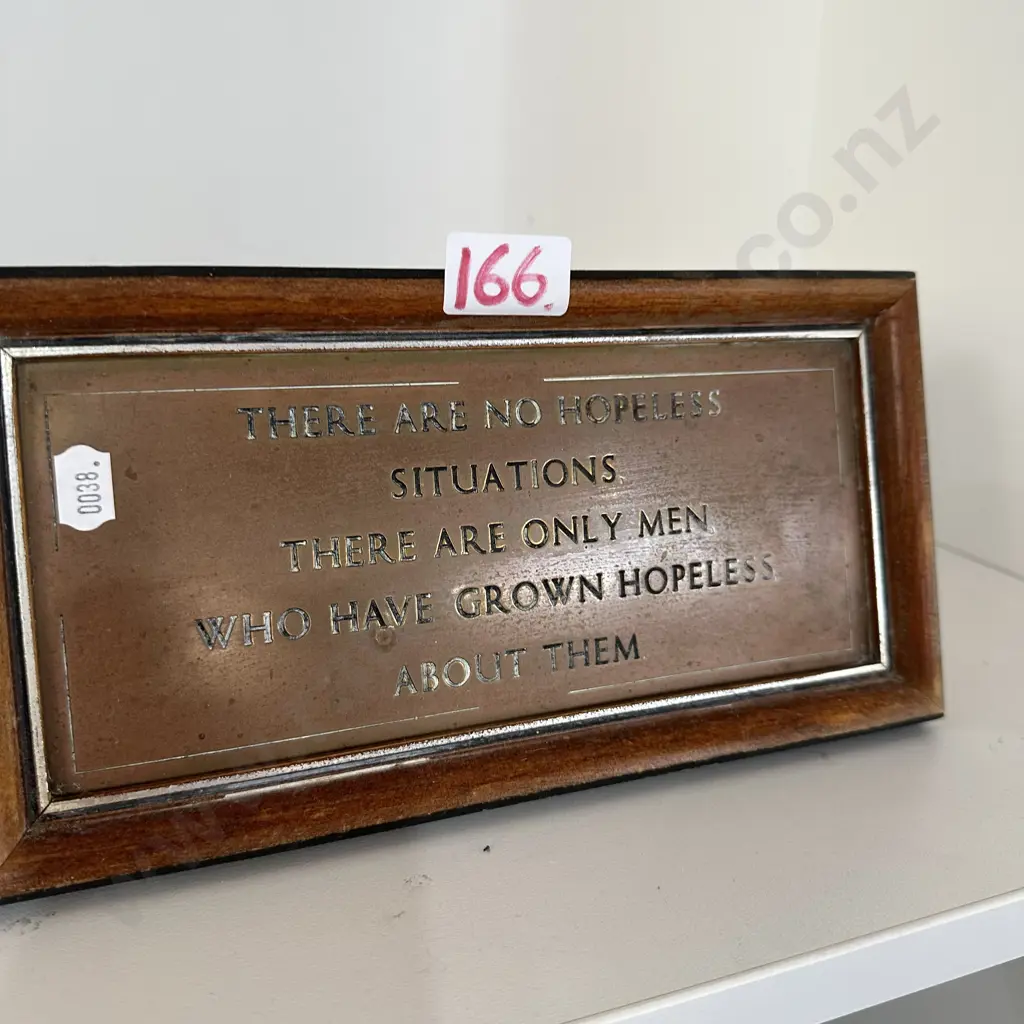 166.
THERE ARE NO HOPELESS
SITUATIONS.
THERE ARE ONLY MEN
WHO HAVE GROWN HOPELESS
ABOUT THEM
0038.
co.nz